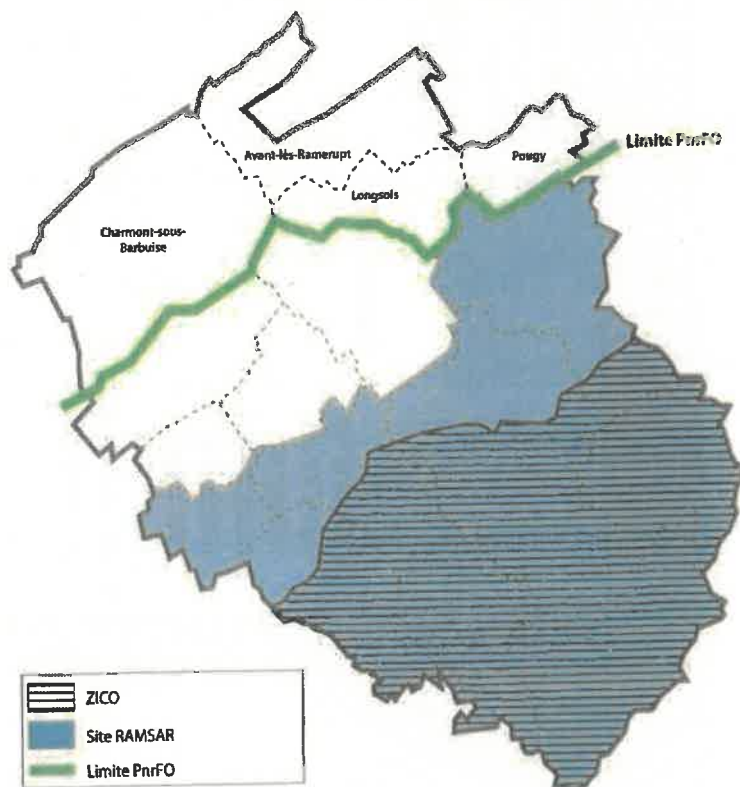 Avant-lès-Ramerupt
Pougy
Limite PnrFO
Longsols
Charmont-sous-
Barbuise
ZICO
Site RAMSAR
Limite PnrFO